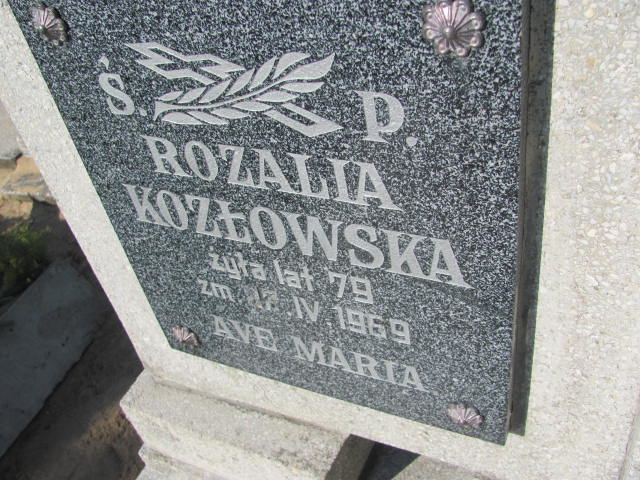 Ś. P.
ROZALIA
KOZŁOWSKA
żyła lat 79
zm. IV. 1969
AVE MARIA